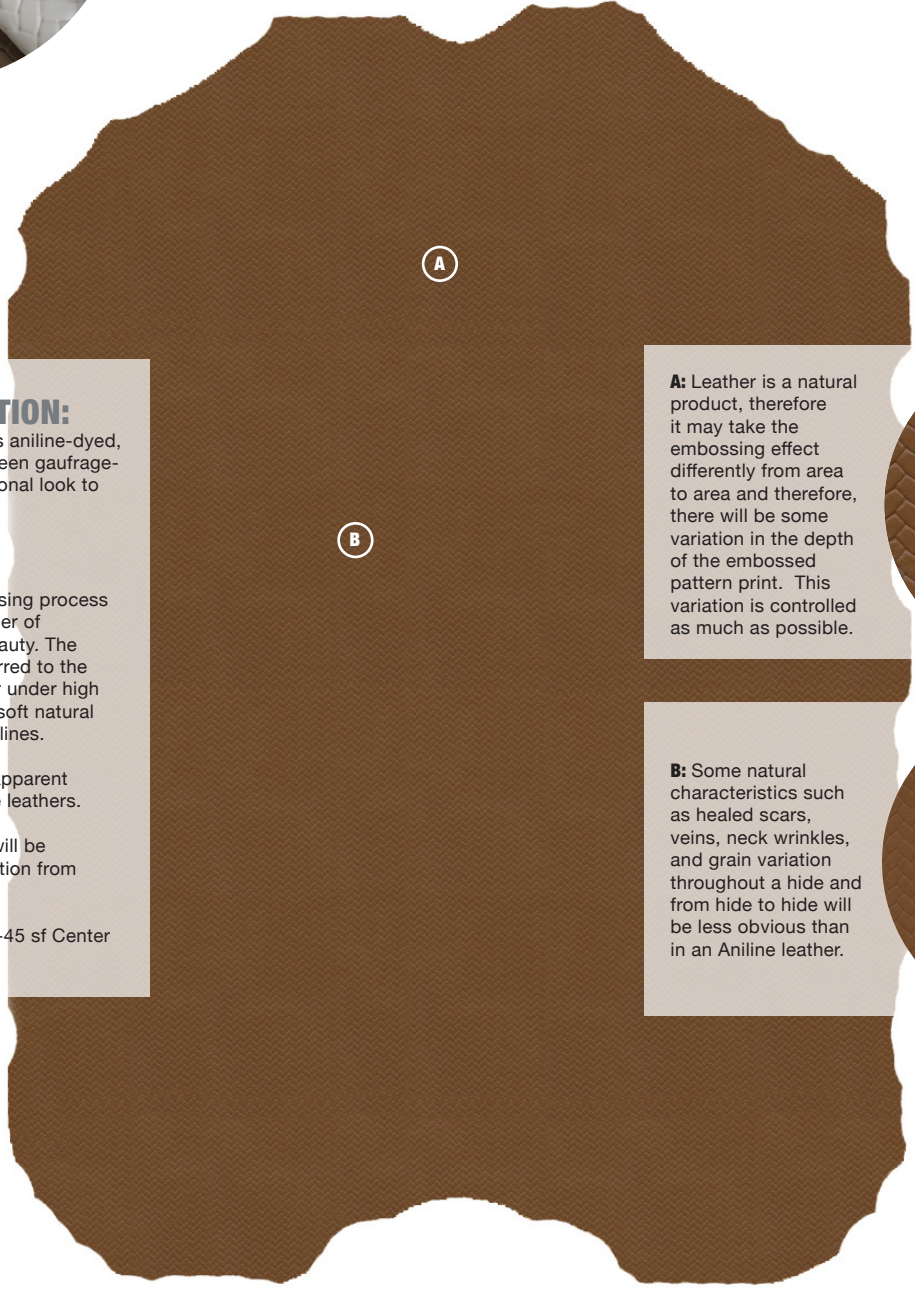 A
B
TION:
s aniline-dyed,
een gaufrage-
onal look to
sing process
er of
auty. The
rred to the
r under high
soft natural
lines.
apparent
e leathers.
will be
tion from
-45 sf Center
A: Leather is a natural
product, therefore
it may take the
embossing effect
differently from area
to area and therefore,
there will be some
variation in the depth
of the embossed
pattern print.  This
variation is controlled
as much as possible.
B: Some natural
characteristics such
as healed scars,
veins, neck wrinkles,
and grain variation
throughout a hide and
from hide to hide will
be less obvious than
in an Aniline leather.